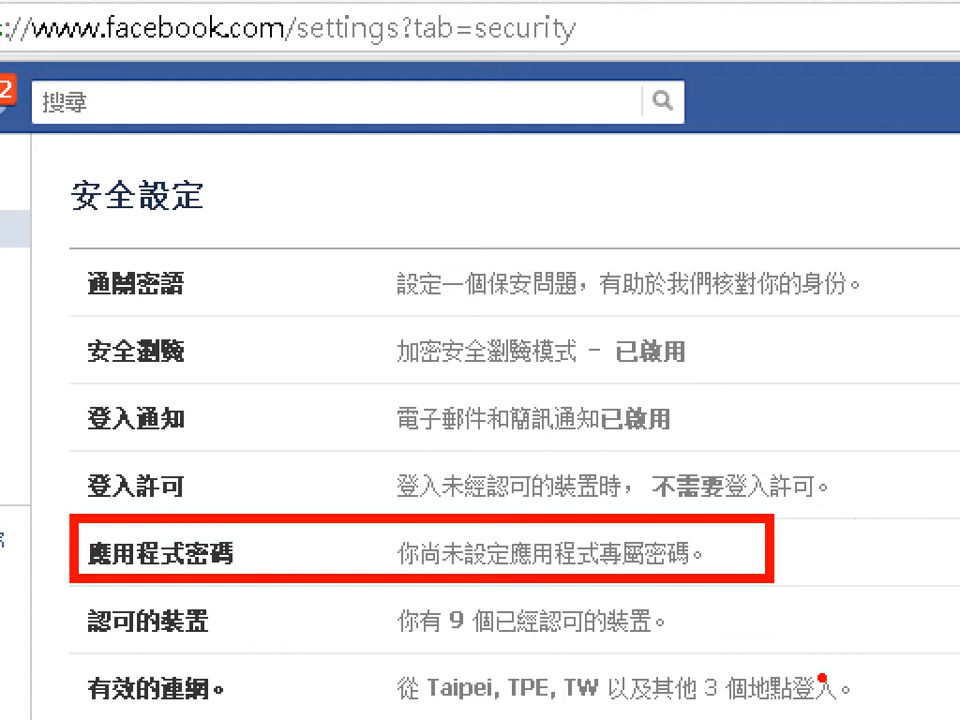 ://www.facebook.com/settings?tab=security
2
搜尋
安全設定
通關密語 設定一個保安問題，有助於我們核對你的身份。
安全瀏覽 加密安全瀏覽模式 - 已啟用
登入通知 電子郵件和簡訊通知已啟用
登入許可 登入未經認可的裝置時， 不需要登入許可。
應用程式密碼 你尚未設定應用程式專屬密碼。
認可的裝置 你有 9 個已經認可的裝置。
有效的連網。 從 Taipei, TPE, TW 以及其他 3 個地點登入。